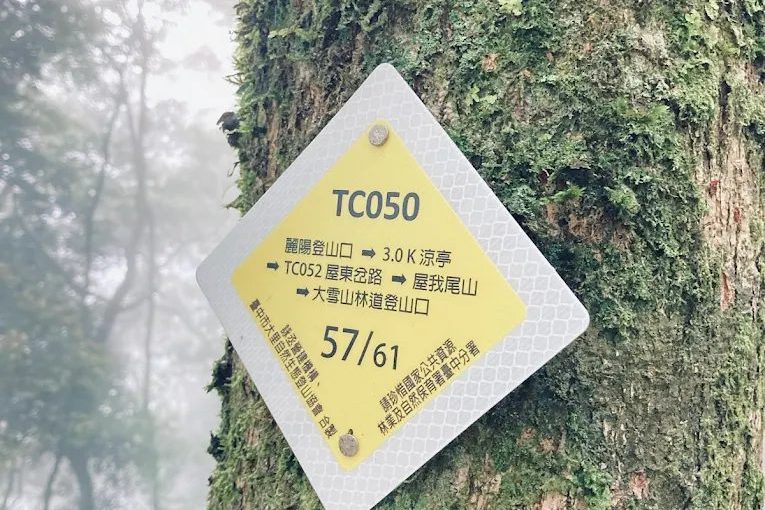 TC050
麗陽登山口 ➡ 3.0 K 涼亭
➡ TC052 屋東岔路 ➡ 屋我尾山
➡ 大雪山林道登山口
57/61
臺中市大里自然生態登山協會 合製
請珍惜國家公共資源
林業及自然保育署臺中分署